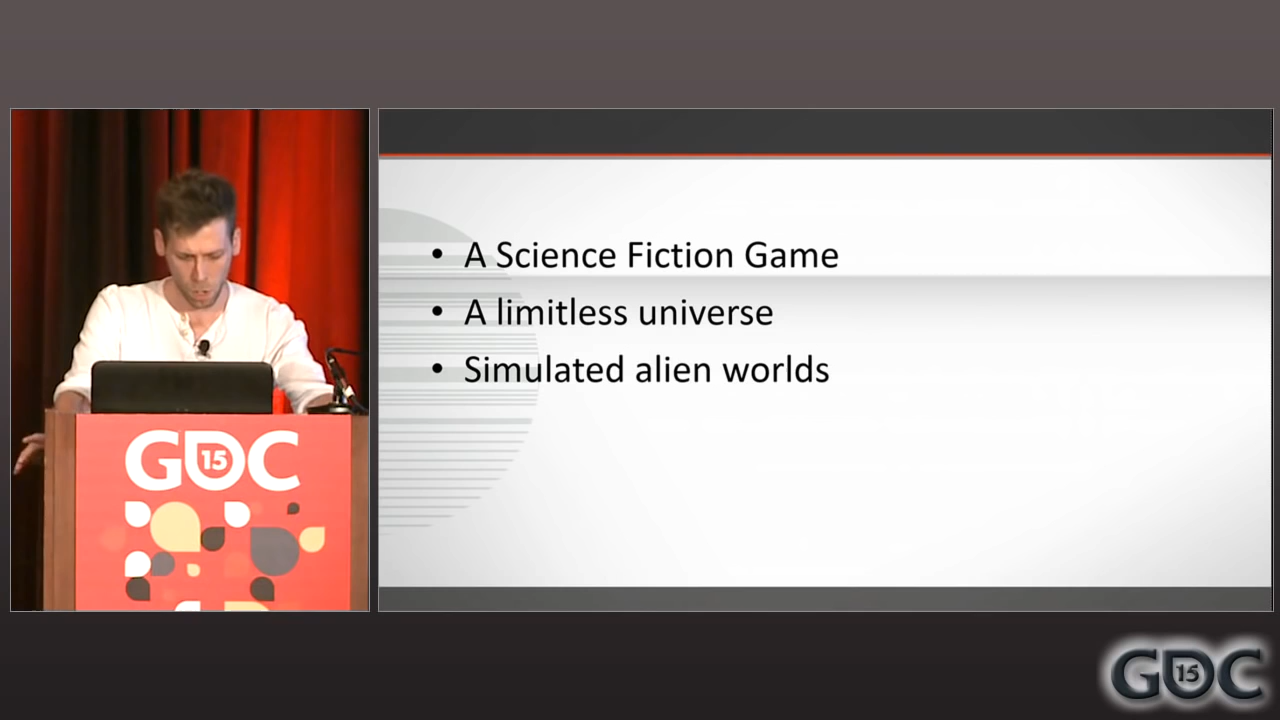 • A Science Fiction Game
• A limitless universe
• Simulated alien worlds
GDC 15
GDC 15